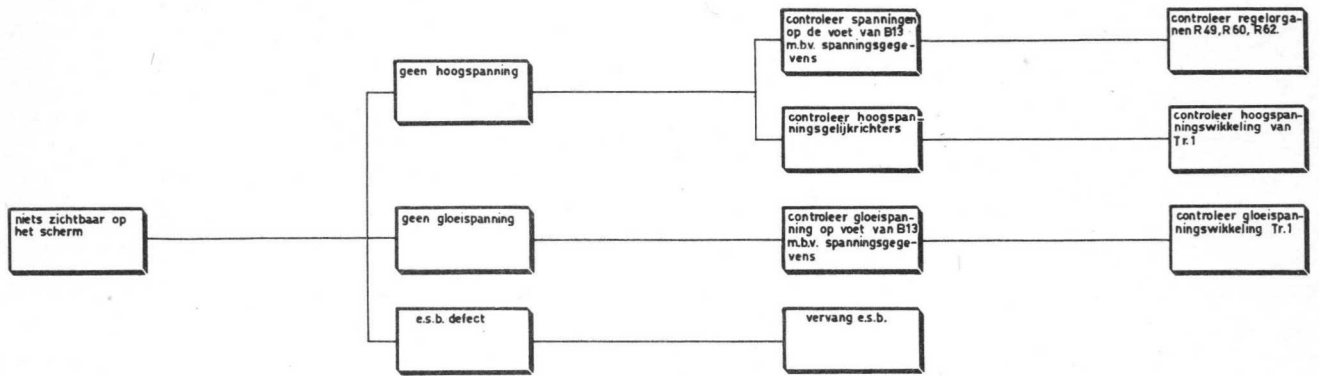 niets zichtbaar op
het scherm
geen hoogspanning
geen gloeispanning
e.s.b. defect
controleer spanningen
op de voet van B13
m.b.v. spanningsgege-
vens
controleer hoogspan-
ningsgelijkrichters
controleer gloeispan-
ning op voet van B13
m.b.v. spanningsgege-
vens
vervang e.s.b.
controleer regelorga-
nen R49, R60, R62.
controleer hoogspan-
ningswikkeling van
Tr.1
controleer gloeispan-
ningswikkeling Tr.1